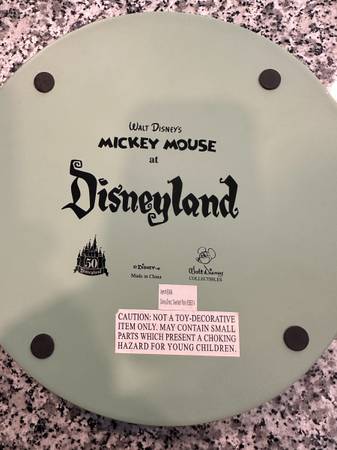 WALT DISNEY'S
MICKEY MOUSE
at
Disneyland
50
Disneyland
© DISNEY
Made in China
Walt Disney
COLLECTIBLES
CAUTION: NOT A TOY-DECORATIVE
ITEM ONLY. MAY CONTAIN SMALL
PARTS WHICH PRESENT A CHOKING
HAZARD FOR YOUNG CHILDREN.